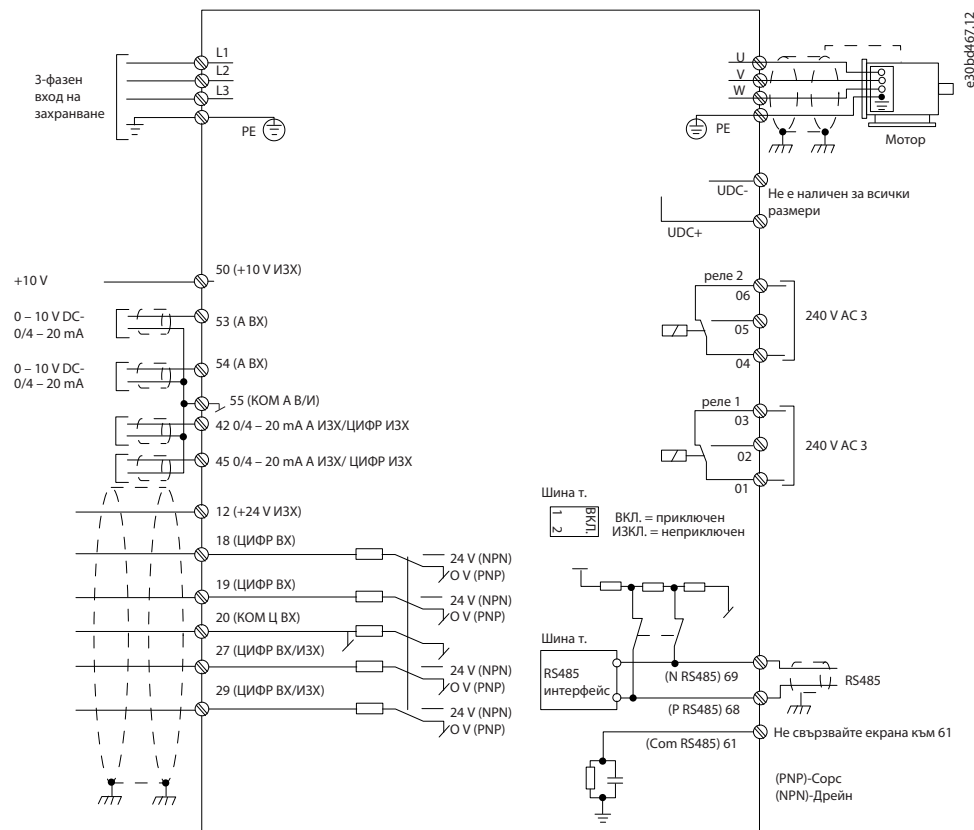 e30bd467.12
3-фазен
вход на
захранване
L1
L2
L3
PE
U
V
W
PE
Мотор
UDC-
Не е наличен за всички
размери
UDC+
+10 V
50 (+10 V ИЗХ)
0 – 10 V DC-
0/4 – 20 mA
53 (А ВХ)
0 – 10 V DC-
0/4 – 20 mA
54 (А ВХ)
55 (КОМ А В/И)
42 0/4 – 20 mA А ИЗХ/ЦИФР ИЗХ
45 0/4 – 20 mA А ИЗХ/ ЦИФР ИЗХ
12 (+24 V ИЗХ)
18 (ЦИФР ВХ)
24 V (NPN)
O V (PNP)
19 (ЦИФР ВХ)
24 V (NPN)
O V (PNP)
20 (КОМ Ц ВХ)
27 (ЦИФР ВХ/ИЗХ)
24 V (NPN)
O V (PNP)
29 (ЦИФР ВХ/ИЗХ)
24 V (NPN)
O V (PNP)
реле 2
06
05
04
240 V AC 3
реле 1
03
02
01
240 V AC 3
Шина т.
ВКЛ.
1 2
ВКЛ. = приключен
ИЗКЛ. = неприключен
Шина т.
RS485
интерфейс
(N RS485) 69
RS485
(P RS485) 68
(Com RS485) 61
Не свързвайте екрана към 61
(PNP)-Сорс
(NPN)-Дрейн